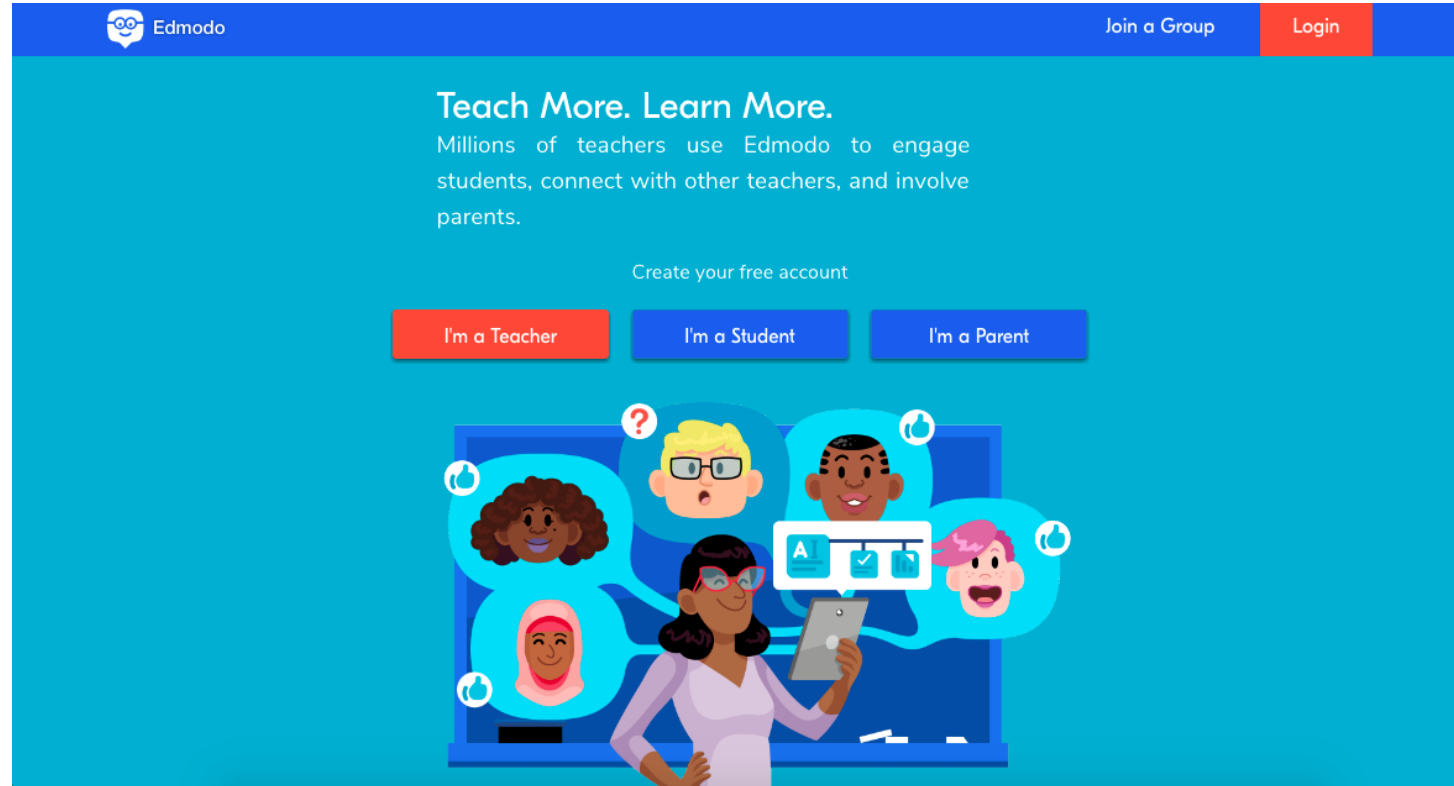 Edmodo
Join a Group
Login
Teach More. Learn More.
Millions of teachers use Edmodo to engage
students, connect with other teachers, and involve
parents.
Create your free account
I'm a Teacher
I'm a Student
I'm a Parent
?
A